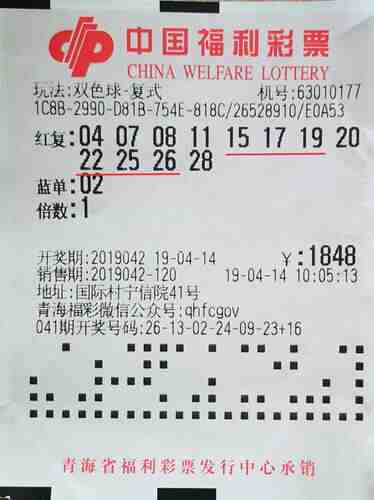 中国福利彩票
CHINA WELFARE LOTTERY
玩法:双色球-复式 机号:63010177
1C8B-2990-D81B-754E-818C/26528910/E0A53
红复:04 07 08 11 15 17 19 20
22 25 26 28
蓝单:02
倍数:1
开奖期:2019042 19-04-14 ￥:1848
销售期:2019042-120 19-04-14 10:05:13
地址:国际村宁信院41号
青海福彩微信公众号:qhfcgov
041期开奖号码:26-13-02-24-09-23+16
青海省福利彩票发行中心承销